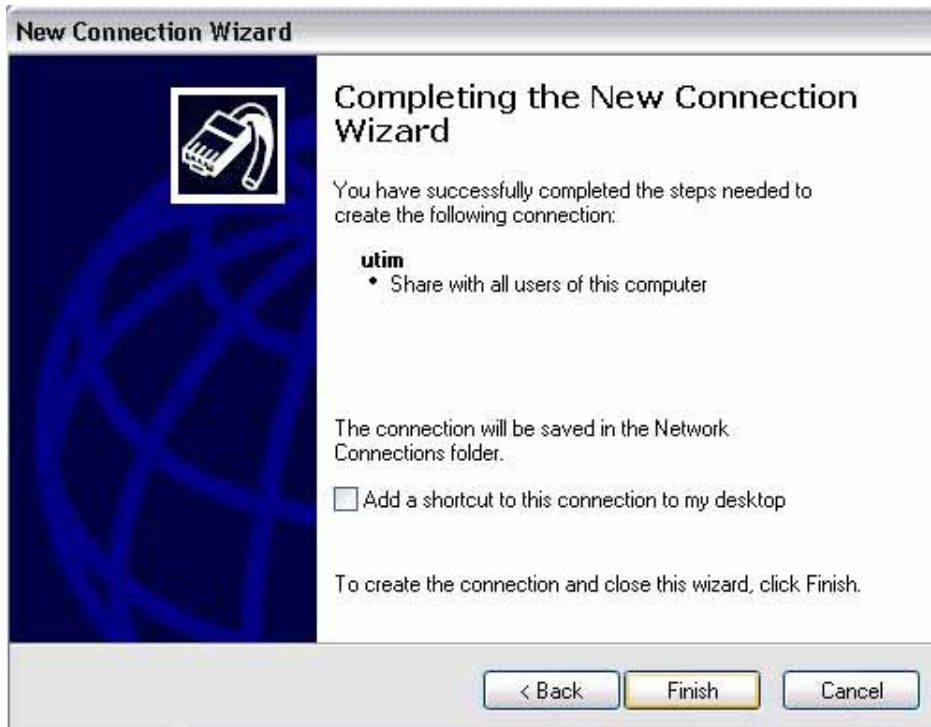 New Connection Wizard
Completing the New Connection
Wizard
You have successfully completed the steps needed to
create the following connection:
utim
• Share with all users of this computer
The connection will be saved in the Network
Connections folder.
Add a shortcut to this connection to my desktop
To create the connection and close this wizard, click Finish.
< Back Finish Cancel